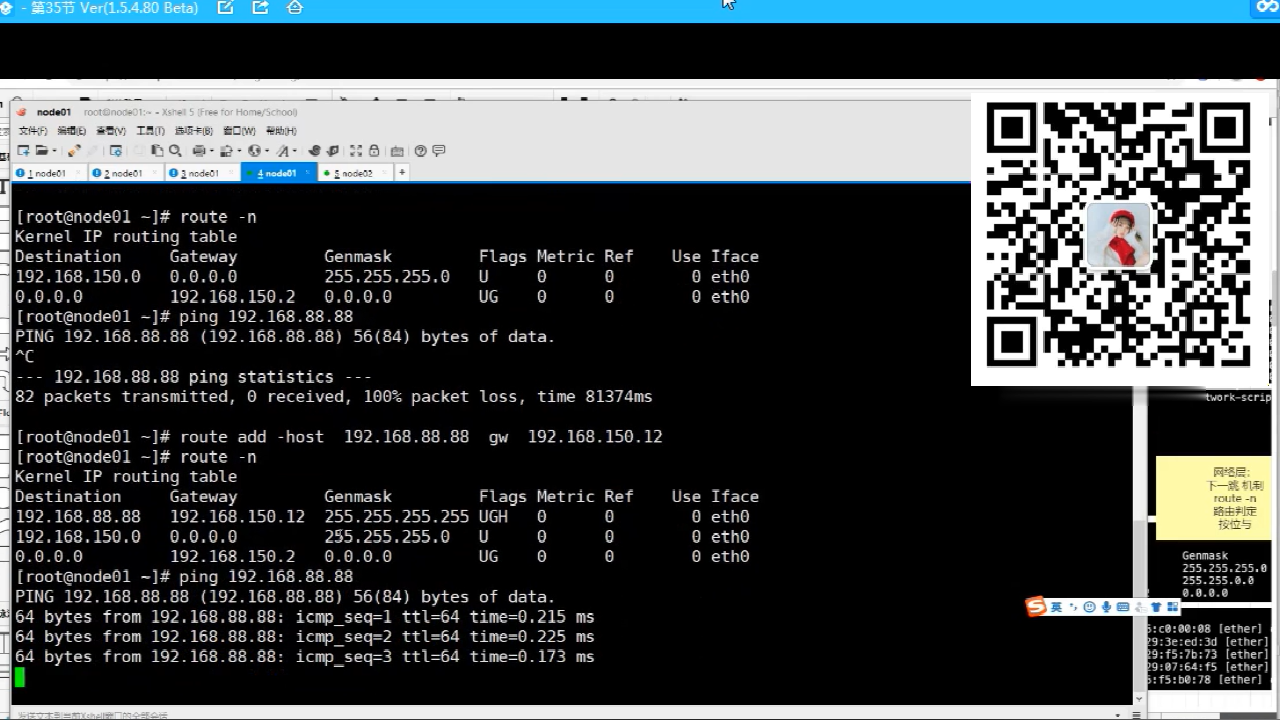 - 第35节 Ver(1.5.4.80 Beta)
node01 root@node01:~ - Xshell 5 (Free for Home/School)
文件(F) 编辑(E) 查看(V) 工具(T) 选项卡(B) 窗口(W) 帮助(H)
1 node01 2 node01 3 node01 4 node01 5 node02 +
[root@node01 ~]# route -n
Kernel IP routing table
Destination Gateway Genmask Flags Metric Ref Use Iface
192.168.150.0 0.0.0.0 255.255.255.0 U 0 0 0 eth0
0.0.0.0 192.168.150.2 0.0.0.0 UG 0 0 0 eth0
[root@node01 ~]# ping 192.168.88.88
PING 192.168.88.88 (192.168.88.88) 56(84) bytes of data.
^C
--- 192.168.88.88 ping statistics ---
82 packets transmitted, 0 received, 100% packet loss, time 81374ms
[root@node01 ~]# route add -host 192.168.88.88 gw 192.168.150.12
[root@node01 ~]# route -n
Kernel IP routing table
Destination Gateway Genmask Flags Metric Ref Use Iface
192.168.88.88 192.168.150.12 255.255.255.255 UGH 0 0 0 eth0
192.168.150.0 0.0.0.0 255.255.255.0 U 0 0 0 eth0
0.0.0.0 192.168.150.2 0.0.0.0 UG 0 0 0 eth0
[root@node01 ~]# ping 192.168.88.88
PING 192.168.88.88 (192.168.88.88) 56(84) bytes of data.
64 bytes from 192.168.88.88: icmp_seq=1 ttl=64 time=0.215 ms
64 bytes from 192.168.88.88: icmp_seq=2 ttl=64 time=0.225 ms
64 bytes from 192.168.88.88: icmp_seq=3 ttl=64 time=0.173 ms
twork-scrip
网络层:
下一跳 机制
route -n
路由判定
按位与
Genmask
255.255.255.0
255.255.0.0
0.0.0.0
英
:c0:00:08 [ether]
29:3e:ed:3d [ether]
29:f5:7b:73 [ether]
29:07:64:f5 [ether]
:f5:b0:78 [ether]